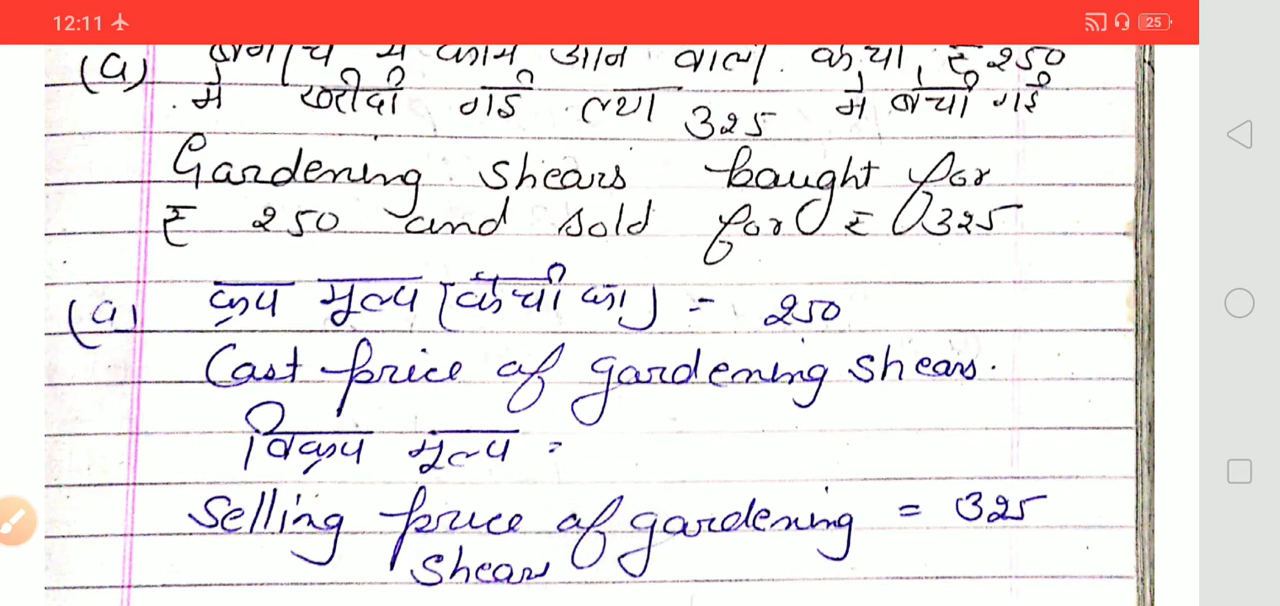 12:11
25
(a) बगीचे में काम आने वाली कैंची, ₹ 250
में खरीदी गई तथा 325 में बेची गई
Gardening shears bought for
₹ 250 and sold for ₹ 325
(a) क्रय मूल्य (कैंची का) = 250
Cost price of gardening shears.
विक्रय मूल्य =
Selling price of gardening = 325
shears